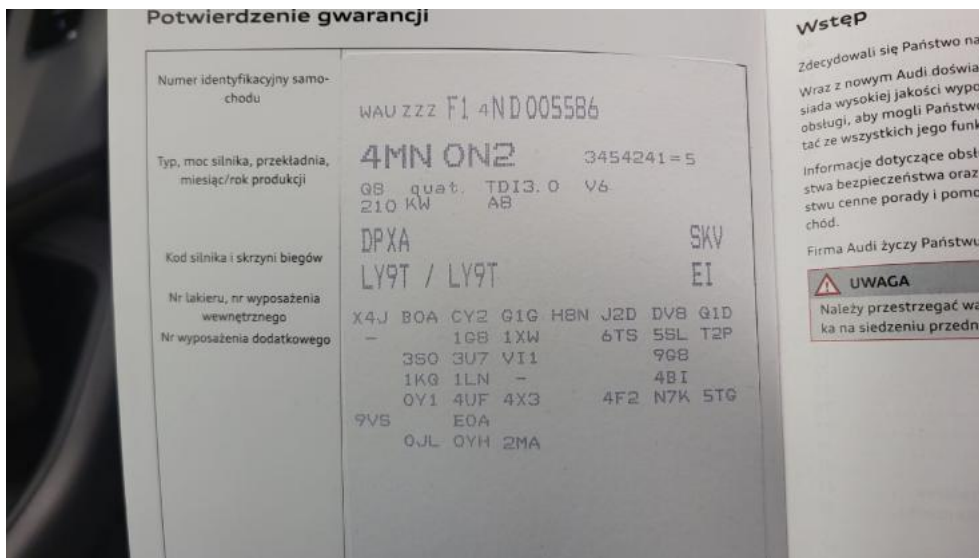 Potwierdzenie gwarancji
Numer identyfikacyjny samo-
chodu
WAUZZZ F1 4ND005586
Typ, moc silnika, przekładnia,
miesiąc/rok produkcji
4MN ON2 3454241=5
Q8 quat. TDI3.0 V6
210 KW A8
Kod silnika i skrzyni biegów
DPXA SKV
LY9T / LY9T EI
Nr lakieru, nr wyposażenia
wewnętrznego
Nr wyposażenia dodatkowego
X4J B0A CY2 G1G H8N J2D DV8 Q1D
- 1G8 1XW 6TS 5SL T2P
3S0 3U7 VI1 9G8
1KQ 1LN - 4BI
0Y1 4UF 4X3 4F2 N7K 5TG
9VS E0A
0JL 0YH 2MA
Wstęp
Zdecydowali się Państwo na
Wraz z nowym Audi doświa
siada wysokiej jakości wypo
obsługi, aby mogli Państwo
tać ze wszystkich jego funk
Informacje dotyczące obsł
stwa bezpieczeństwa oraz
stwu cenne porady i pomo
chód.
Firma Audi życzy Państwu
UWAGA
Należy przestrzegać wa
ka na siedzeniu przedn